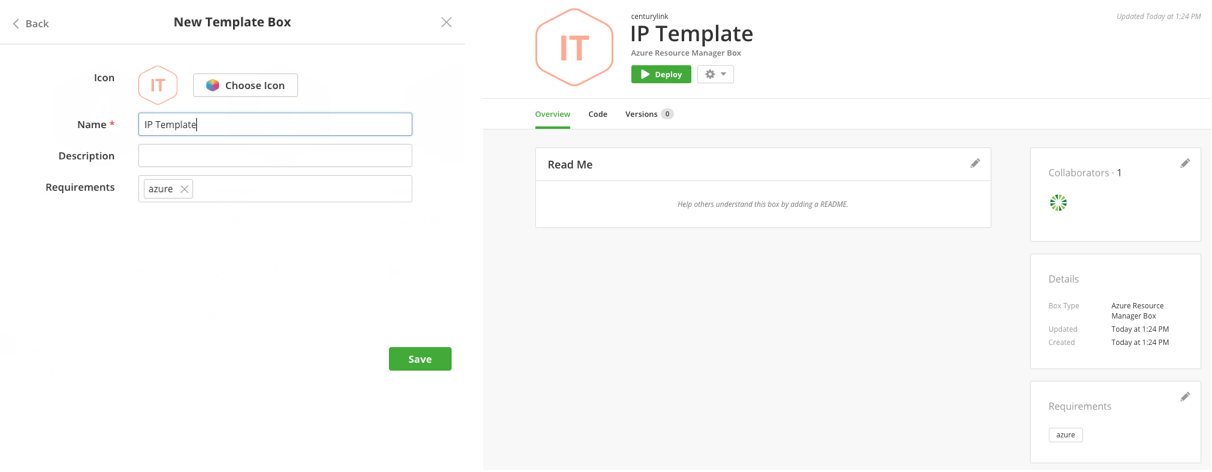 Back
New Template Box
Icon
IT
Choose Icon
Name *
IP Template
Description
Requirements
azure
Save
centurylink
IT
IP Template
Azure Resource Manager Box
Updated Today at 1:24 PM
Deploy
Overview
Code
Versions 0
Read Me
Help others understand this box by adding a README.
Collaborators · 1
Details
Box Type
Azure Resource
Manager Box
Updated
Today at 1:24 PM
Created
Today at 1:24 PM
Requirements
azure